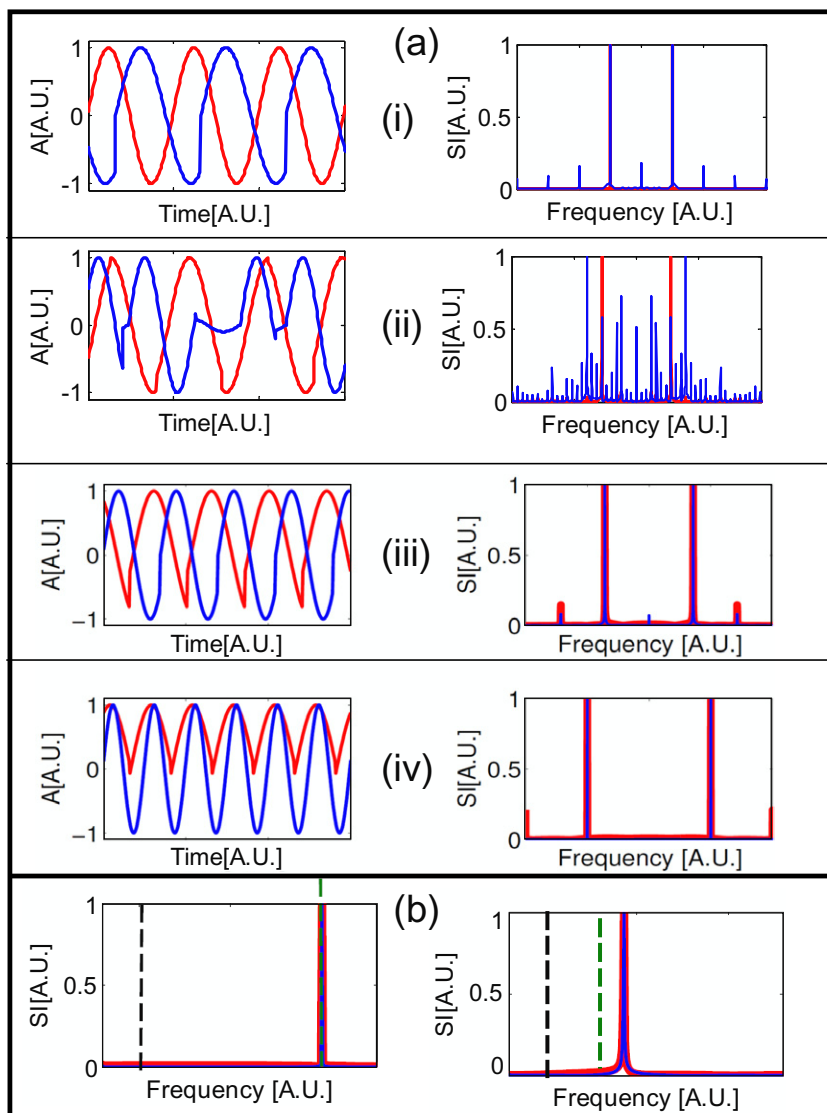 (a)
A[A.U.]
1
0
-1
Time[A.U.]
(i)
SI[A.U.]
1
0.5
0
Frequency [A.U.]
A[A.U.]
1
0
-1
Time[A.U.]
(ii)
SI[A.U.]
1
0.5
0
Frequency [A.U.]
A[A.U.]
1
0
−1
Time[A.U.]
(iii)
SI[A.U.]
1
0.5
0
Frequency [A.U.]
A[A.U.]
1
0
−1
Time[A.U.]
(iv)
SI[A.U.]
1
0.5
0
Frequency [A.U.]
(b)
SI[A.U.]
1
0.5
0
Frequency [A.U.]
SI[A.U.]
1
0.5
0
Frequency [A.U.]